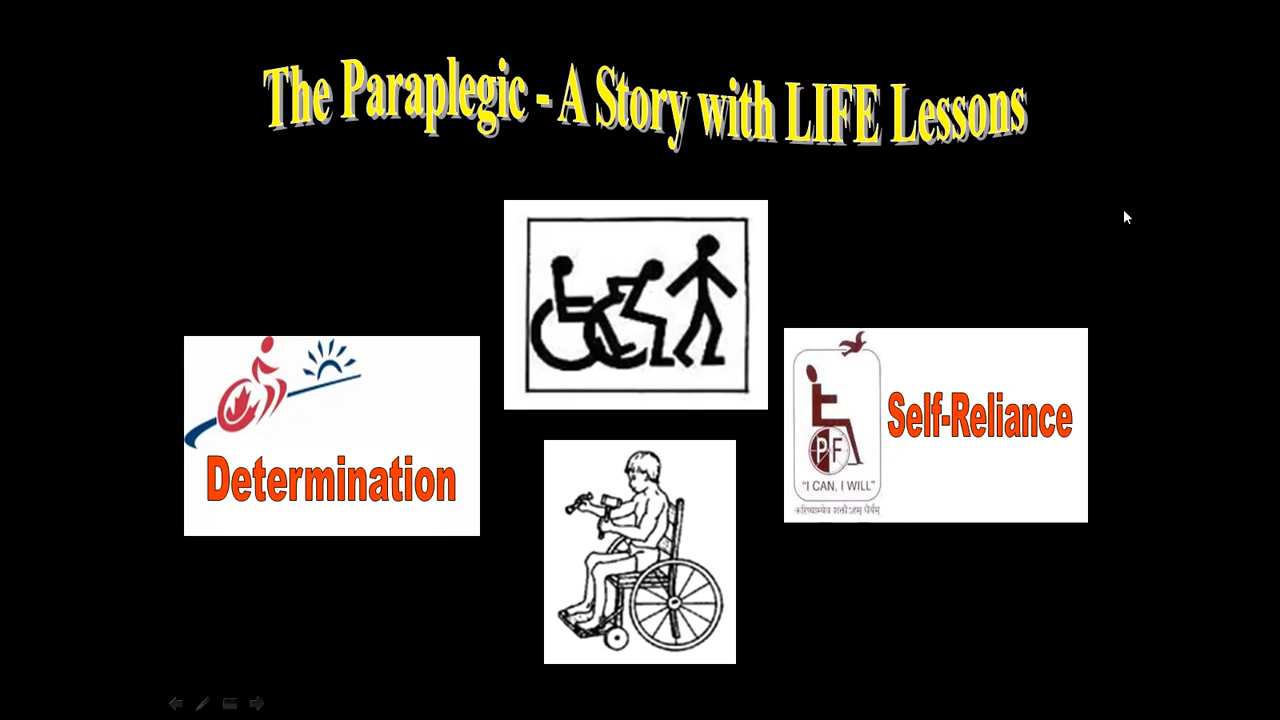 The Paraplegic - A Story with LIFE Lessons
Determination
Self-Reliance
PF
"I CAN, I WILL"